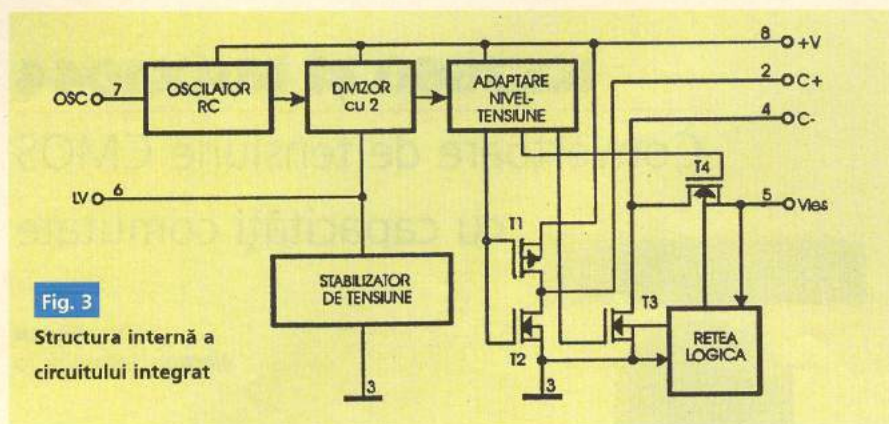 8 +V
2 C+
4 C-
OSC 7
OSCILATOR
RC
DIVIZOR
cu 2
ADAPTARE
NIVEL-
TENSIUNE
Convertoare de tensiune CMOS
cu capacități comutate
T4
LV 6
5 Vies
T1
STABILIZATOR
DE TENSIUNE
T3
T2
RETEA
LOGICA
3
3
Fig. 3
Structura internă a
circuitului integrat